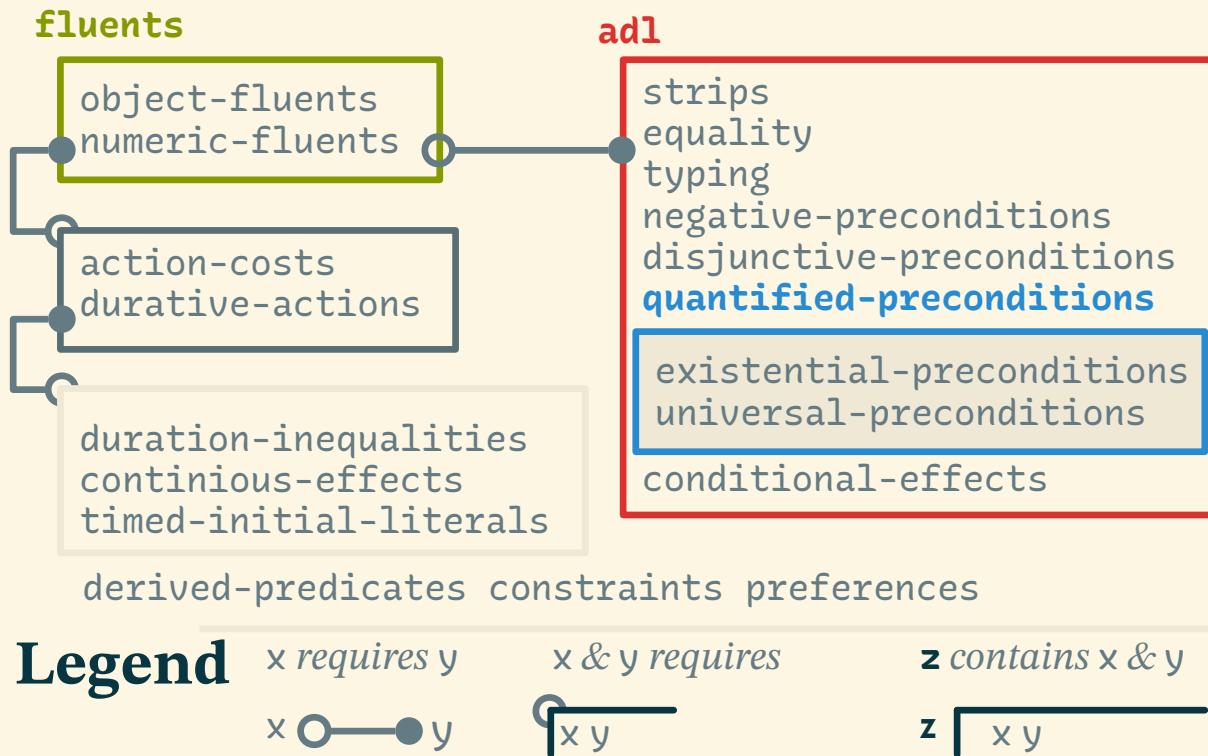 fluents
object-fluents
numeric-fluents
action-costs
durative-actions
duration-inequalities
continious-effects
timed-initial-literals
adl
strips
equality
typing
negative-preconditions
disjunctive-preconditions
quantified-preconditions
existential-preconditions
universal-preconditions
conditional-effects
derived-predicates constraints preferences
Legend
x requires y
x & y requires
z contains x & y
x y
x y
z x y